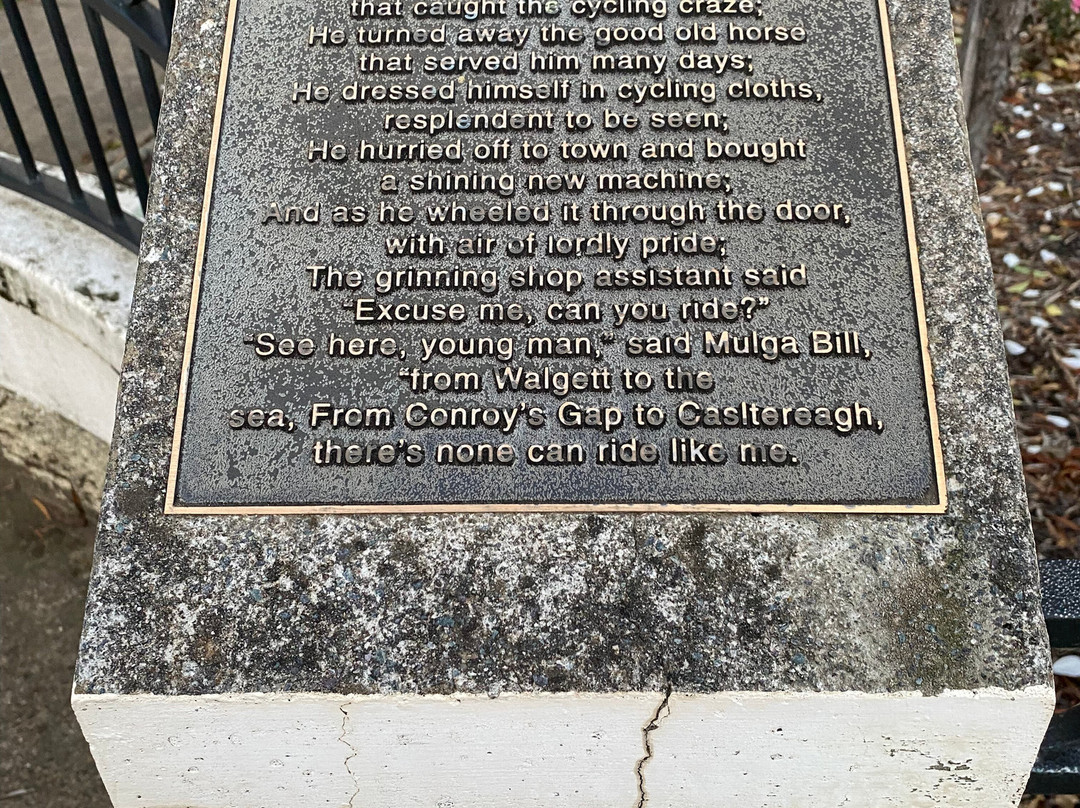 that caught the cycling craze;
He turned away the good old horse
that served him many days;
He dressed himself in cycling cloths,
resplendent to be seen;
He hurried off to town and bought
a shining new machine;
And as he wheeled it through the door,
with air of lordly pride;
The grinning shop assistant said
"Excuse me, can you ride?”
“See here, young man,“ said Mulga Bill,
“from Walgett to the
sea, From Conroy’s Gap to Casltereagh,
there’s none can ride like me.